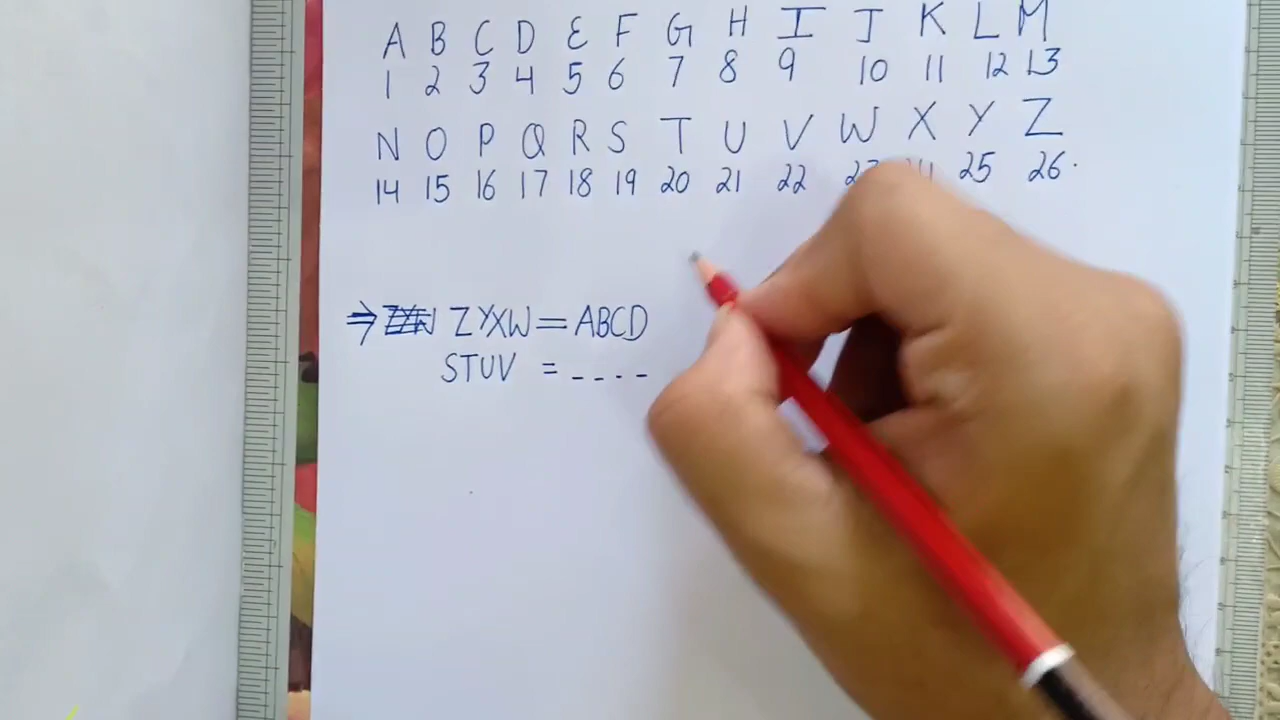 A B C D E F G H I J K L M
1 2 3 4 5 6 7 8 9 10 11 12 13
N O P Q R S T U V W X Y Z
14 15 16 17 18 19 20 21 22 25 26.
⇒ ZYXW = ABCD
STUV = _ _ _ _